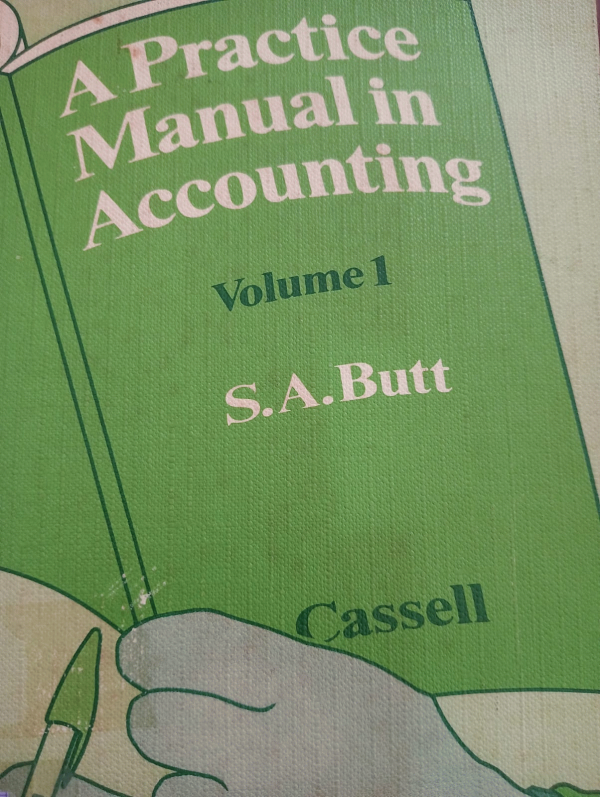 A Practice
Manual in
Accounting
Volume 1
S.A. Butt
Cassell